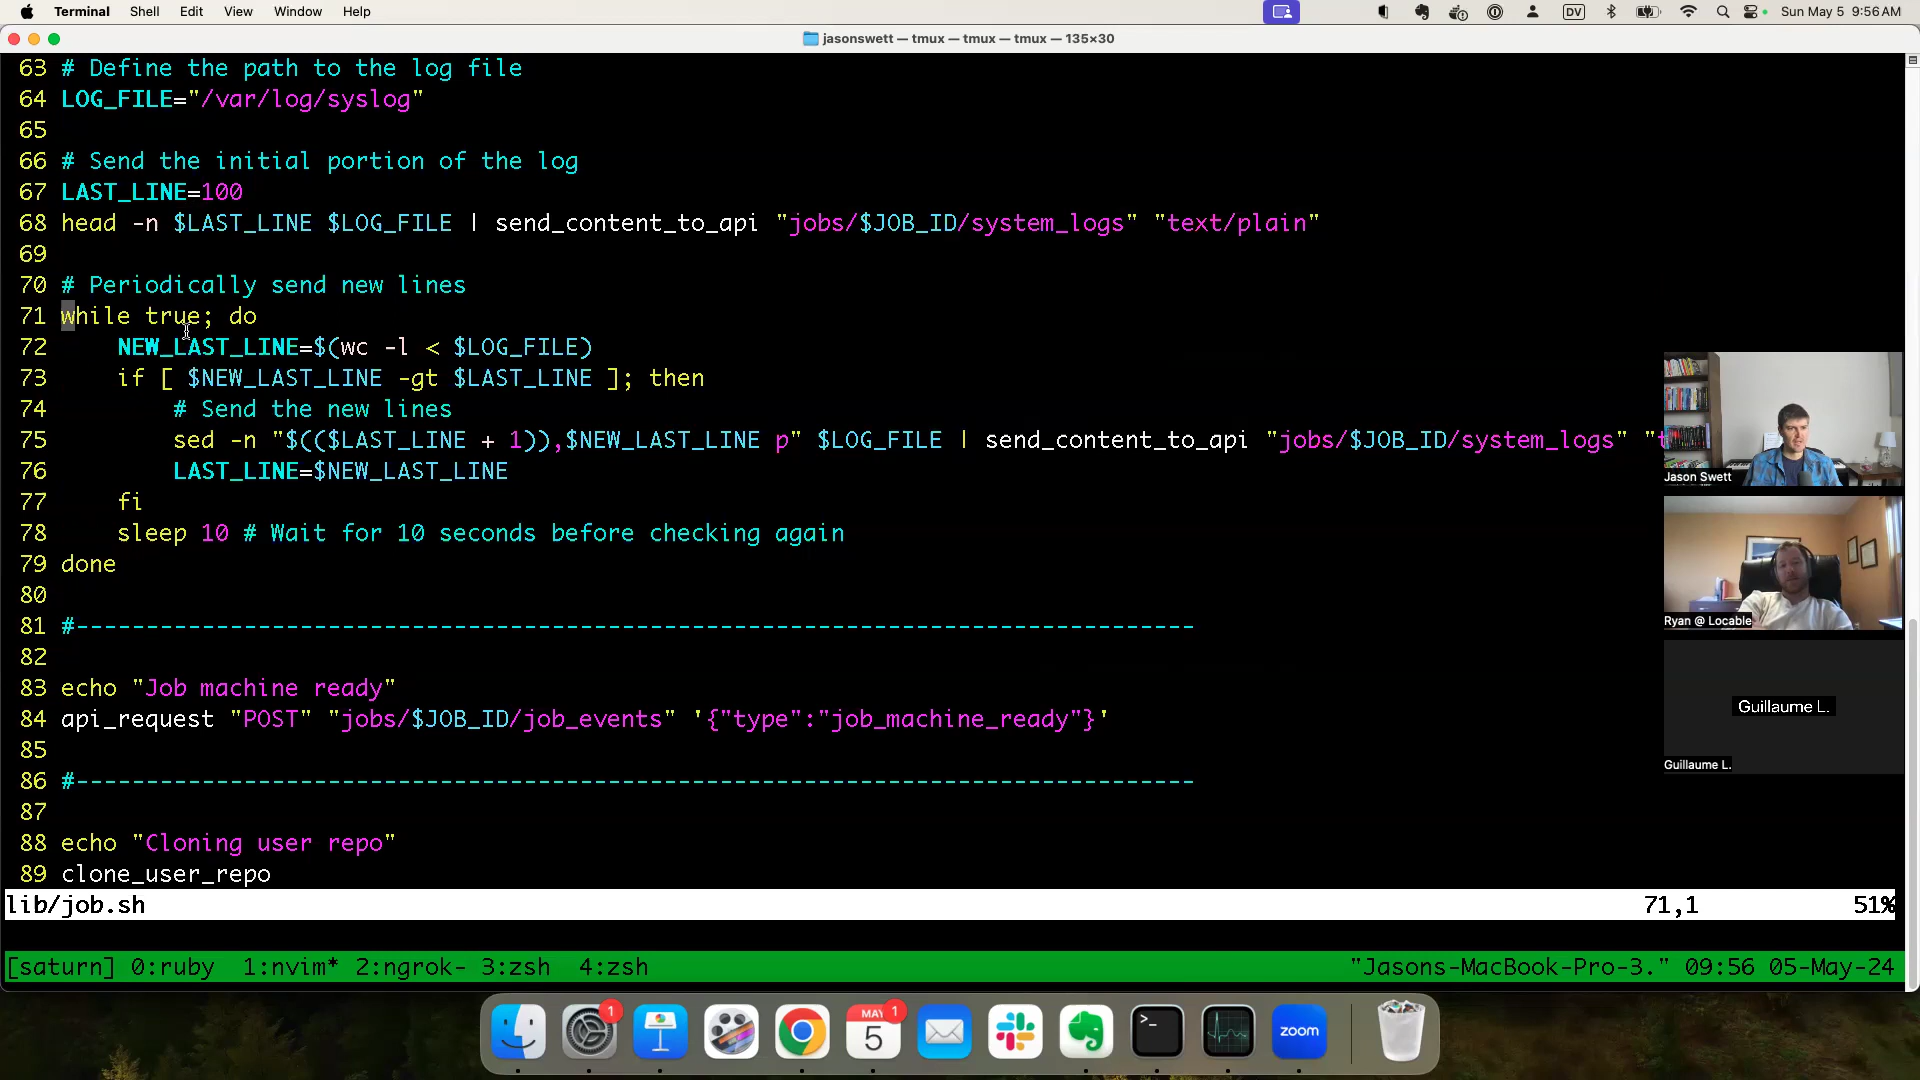 Terminal Shell Edit View Window Help DV Sun May 5 9:56 AM
jasonswett — tmux — tmux — tmux — 135×30
63 # Define the path to the log file
64 LOG_FILE="/var/log/syslog"
65
66 # Send the initial portion of the log
67 LAST_LINE=100
68 head -n $LAST_LINE $LOG_FILE | send_content_to_api "jobs/$JOB_ID/system_logs" "text/plain"
69
70 # Periodically send new lines
71 while true; do
72 NEW_LAST_LINE=$(wc -l < $LOG_FILE)
73 if [ $NEW_LAST_LINE -gt $LAST_LINE ]; then
74 # Send the new lines
75 sed -n "$(($LAST_LINE + 1)),$NEW_LAST_LINE p" $LOG_FILE | send_content_to_api "jobs/$JOB_ID/system_logs" "t
76 LAST_LINE=$NEW_LAST_LINE
77 fi
78 sleep 10 # Wait for 10 seconds before checking again
79 done
80
81 #--------------------------------------------------------------------------------
82
83 echo "Job machine ready"
84 api_request "POST" "jobs/$JOB_ID/job_events" '{"type":"job_machine_ready"}'
85
86 #--------------------------------------------------------------------------------
87
88 echo "Cloning user repo"
89 clone_user_repo
lib/job.sh 71,1 51%
[saturn] 0:ruby 1:nvim* 2:ngrok- 3:zsh 4:zsh "Jasons-MacBook-Pro-3." 09:56 05-May-24
Jason Swett
Ryan @ Locable
Guillaume L.
Guillaume L.
1
MAY
5
1
>_
zoom